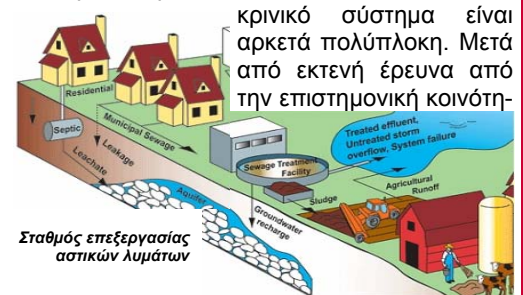 κρινικό σύστημα είναι
αρκετά πολύπλοκη. Μετά
από εκτενή έρευνα από
την επιστημονική κοινότη-
Residential
Septic
Municipal Sewage
Leakage
Leachate
Aquifer
Sewage Treatment
Facility
Treated effluent,
Untreated storm
overflow, System failure
Agricultural
Runoff
Sludge
Groundwater
recharge
Σταθμός επεξεργασίας
αστικών λυμάτων